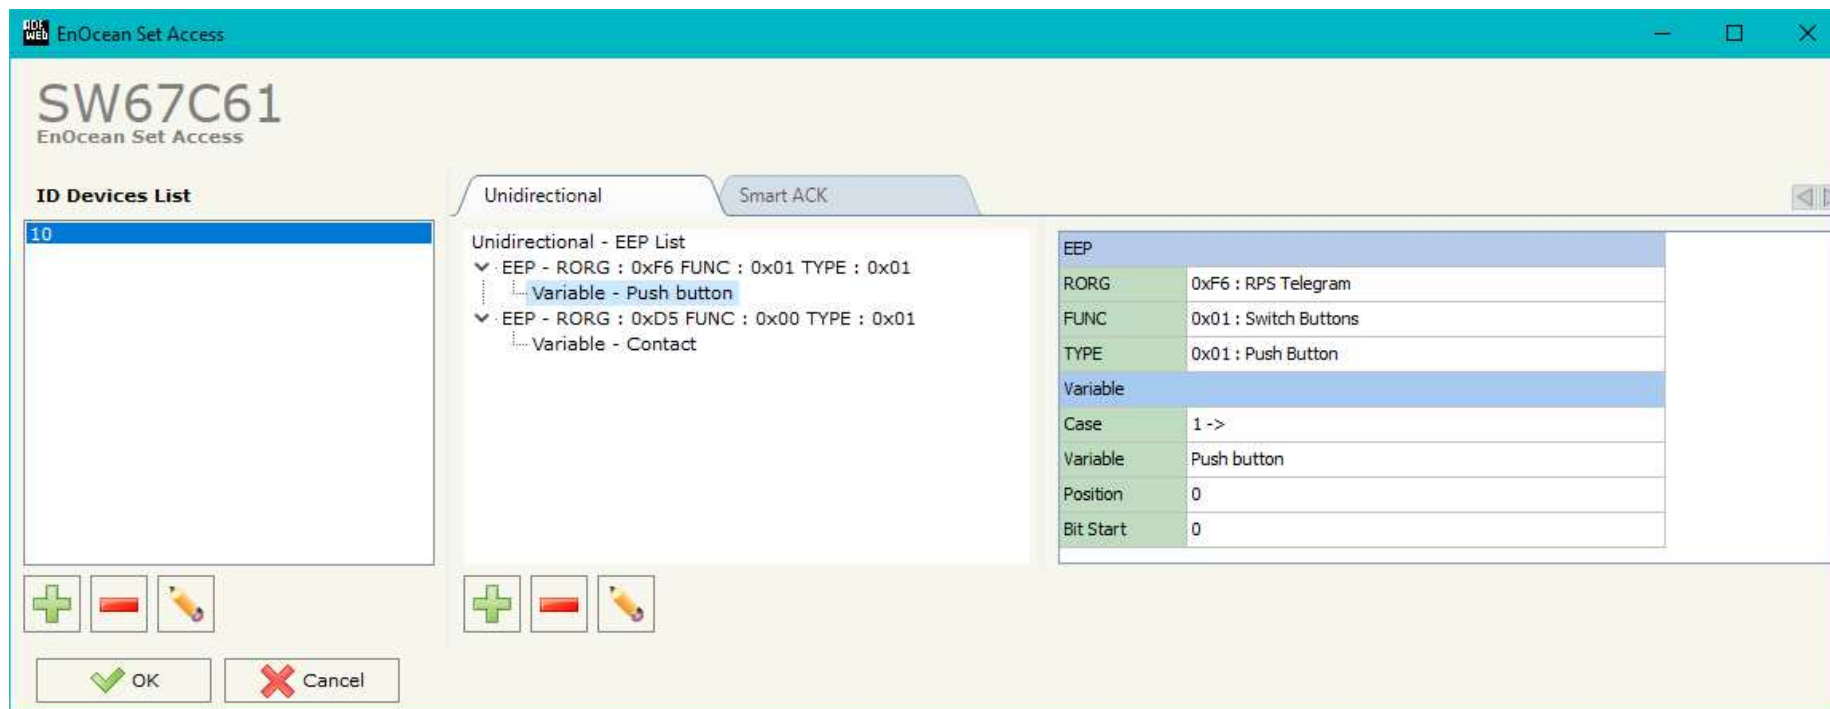 ADF
WEB
EnOcean Set Access
SW67C61
EnOcean Set Access
ID Devices List
10
Unidirectional
Smart ACK
Unidirectional - EEP List
EEP - RORG : 0xF6 FUNC : 0x01 TYPE : 0x01
Variable - Push button
EEP - RORG : 0xD5 FUNC : 0x00 TYPE : 0x01
Variable - Contact
EEP
RORG 0xF6 : RPS Telegram
FUNC 0x01 : Switch Buttons
TYPE 0x01 : Push Button
Variable
Case 1 ->
Variable Push button
Position 0
Bit Start 0
OK
Cancel